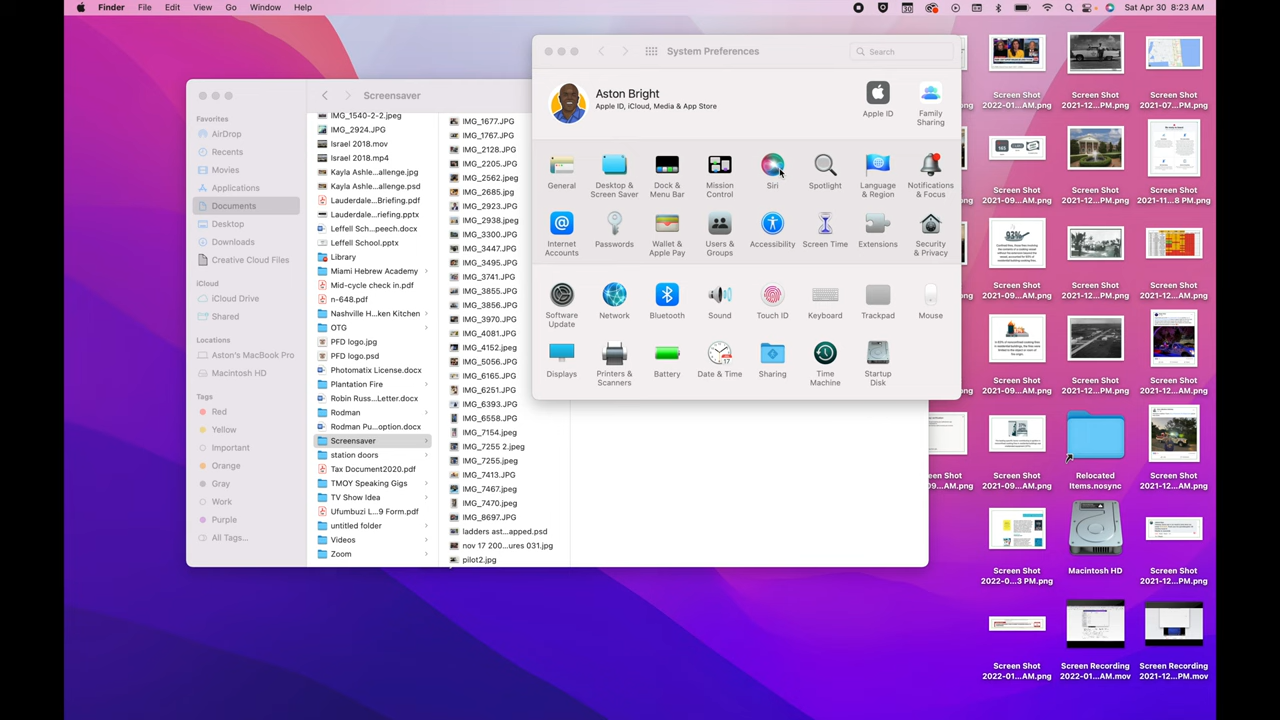 Finder File Edit View Go Window Help
17
Sat Apr 30 8:23 AM
System Preferences
Search
Aston Bright
Apple ID, iCloud, Media & App Store
Apple ID
Family
Sharing
General
Desktop &
Screen Saver
Dock &
Menu Bar
Mission
Control
Siri
Spotlight
Language
& Region
Notifications
& Focus
Internet
Accounts
Passwords
Wallet &
Apple Pay
Users &
Groups
Accessibility
Screen Time
Extensions
Security
& Privacy
Software
Update
Network
Bluetooth
Sound
Touch ID
Keyboard
Trackpad
Mouse
Displays
Printers &
Scanners
Battery
17
Date & Time
Sharing
Time
Machine
Startup
Disk
Screensaver
Favorites
AirDrop
Recents
Movies
Applications
Documents
Desktop
Downloads
Creative Cloud Files
iCloud
iCloud Drive
Shared
Locations
Aston's MacBook Pro
Macintosh HD
Tags
Red
Yellow
Important
Orange
Gray
Work
Purple
All Tags...
IMG_1540-2-2.jpeg
IMG_2924.JPG
Israel 2018.mov
Israel 2018.mp4
Kayla Ashle...allenge.jpg
Kayla Ashle...allenge.psd
Lauderdale...Briefing.pdf
Lauderdale...riefing.pptx
Leffell Sch...peech.docx
Leffell School.pptx
Library
Miami Hebrew Academy
Mid-cycle check in.pdf
n-648.pdf
Nashville H...ken Kitchen
OTG
PFD logo.jpg
PFD logo.psd
Photomatix License.docx
Plantation Fire
Robin Russ...Letter.docx
Rodman
Rodman Pu...option.docx
Screensaver
station doors
Tax Document2020.pdf
TMOY Speaking Gigs
TV Show Idea
Ufumbuzi L...9 Form.pdf
untitled folder
Videos
Zoom
IMG_1677.JPG
IMG_1767.JPG
IMG_2128.JPG
IMG_2205.JPG
IMG_2562.jpeg
IMG_2685.jpg
IMG_2923.JPG
IMG_2938.jpeg
IMG_3300.JPG
IMG_3447.JPG
IMG_3495.JPG
IMG_3741.JPG
IMG_3855.JPG
IMG_3856.JPG
IMG_3970.JPG
IMG_4081.JPG
IMG_4152.jpeg
IMG_5056.JPG
IMG_6165.JPG
IMG_6251.JPG
IMG_6393.JPG
IMG_6558.JPG
IMG_7154.jpeg
IMG_7255 2.jpeg
IMG_7255.jpeg
IMG_7413.JPG
IMG_7467.jpeg
IMG_7470.jpeg
IMG_8697.JPG
ladders ast...apped.psd
nov 17 200...ures 031.jpg
pilot2.jpg
Screen Shot
2022-01...AM.png
Screen Shot
2021-12...PM.png
Screen Shot
2021-07...PM.png
Screen Shot
2021-09...AM.png
Screen Shot
2021-12...PM.png
Screen Shot
2021-11...8 PM.png
83%
Screen Shot
2021-09...AM.png
Screen Shot
2021-12...PM.png
Screen Shot
2021-12...PM.png
Screen Shot
2021-09...AM.png
Screen Shot
2021-12...PM.png
Screen Shot
2021-12...PM.png
Screen Shot
2021-09...AM.png
Relocated
Items.nosync
Screen Shot
2021-12...AM.png
Screen Shot
2022-0...3 PM.png
Macintosh HD
Screen Shot
2021-12...PM.png
Screen Shot
2022-01...AM.png
Screen Recording
2022-01...AM.mov
Screen Recording
2021-12...PM.mov